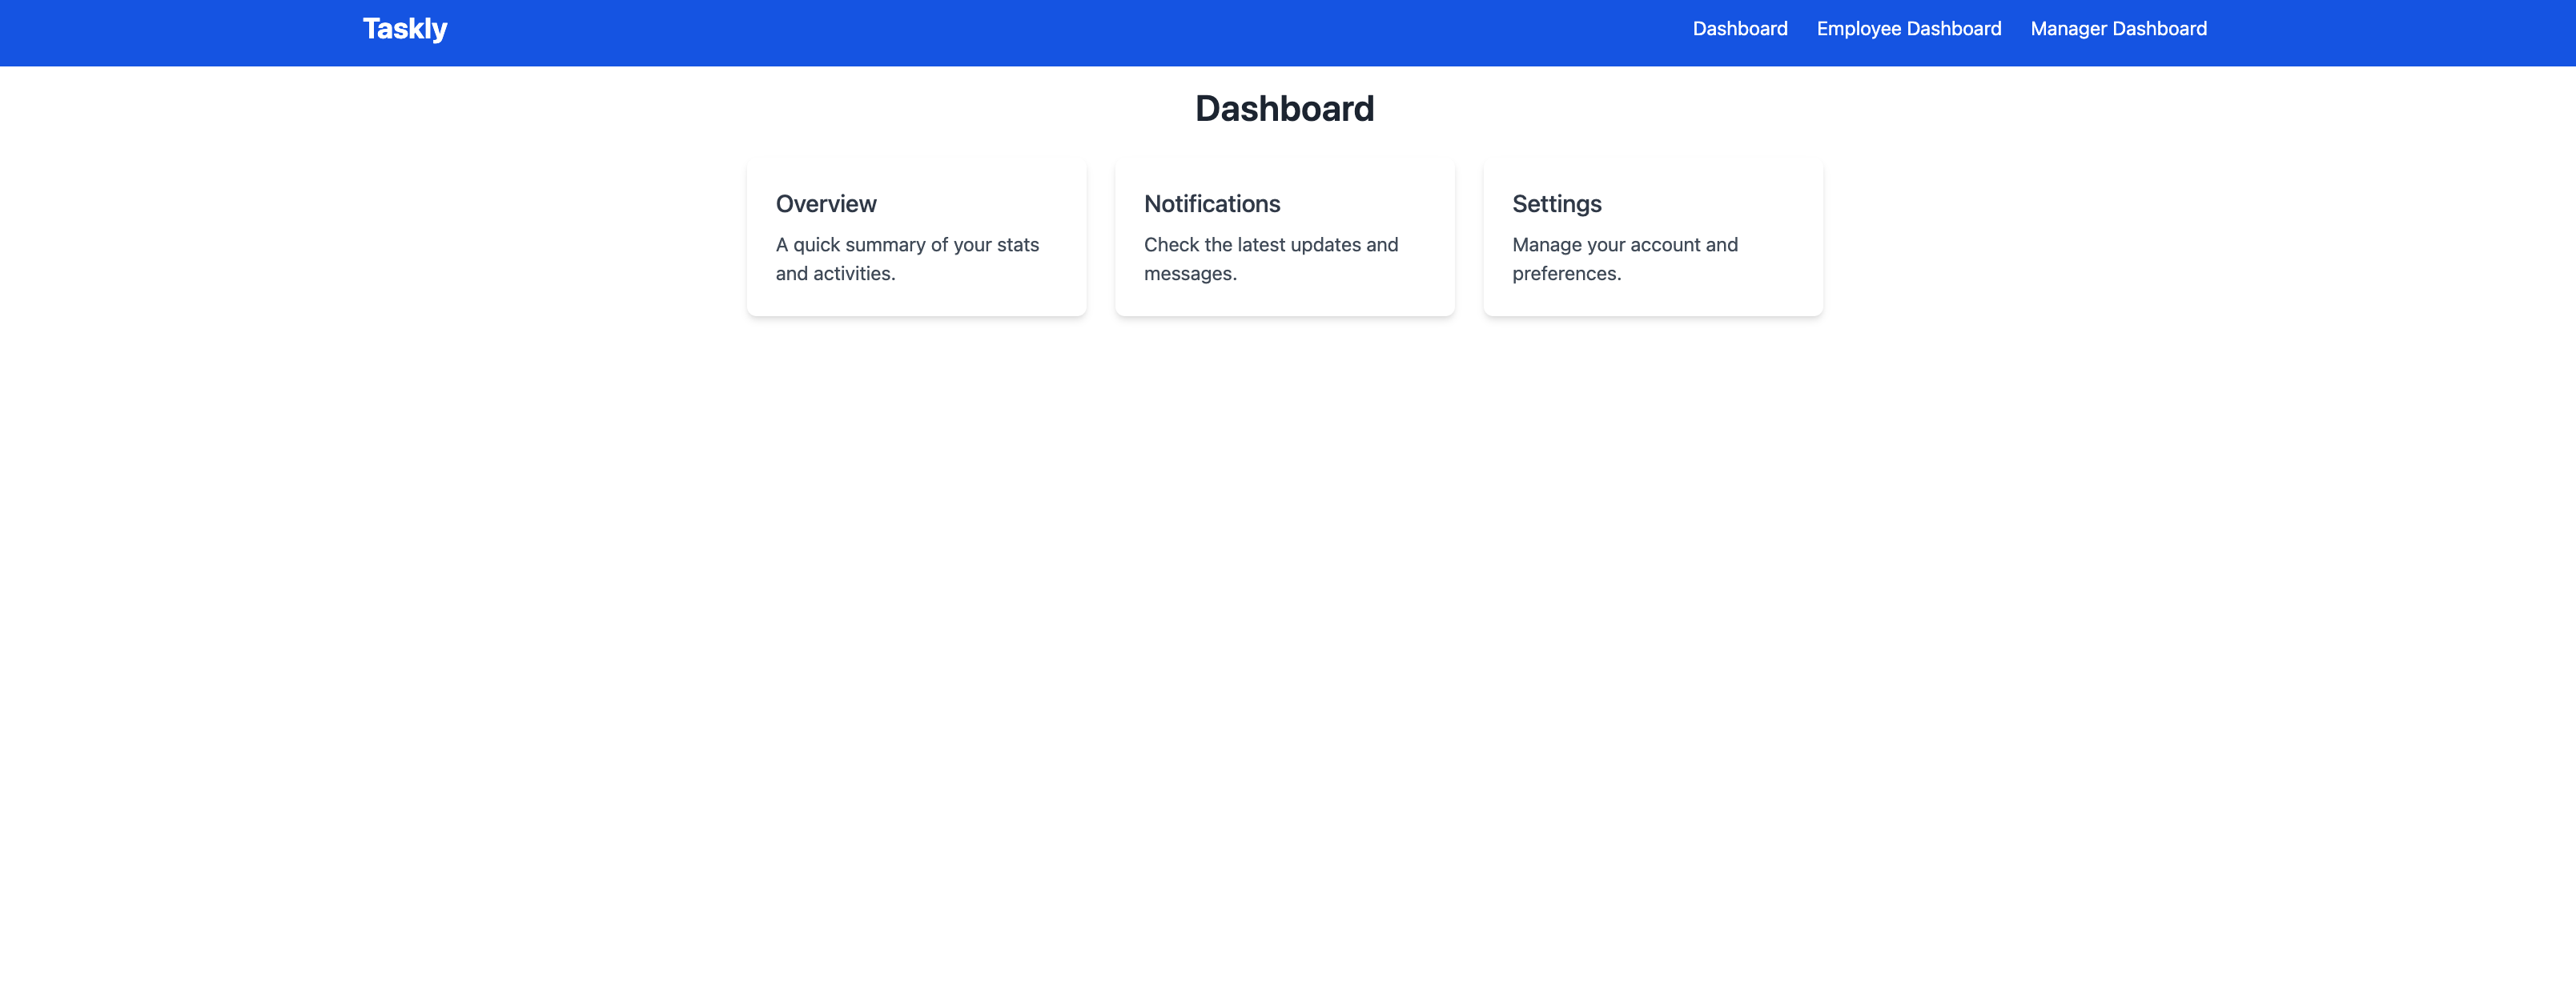 Taskly
Dashboard
Employee Dashboard
Manager Dashboard
Dashboard
Overview
A quick summary of your stats
and activities.
Notifications
Check the latest updates and
messages.
Settings
Manage your account and
preferences.